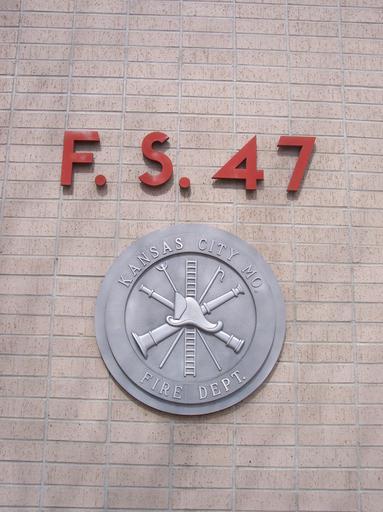 F. S. 47
KANSAS CITY MO.
FIRE DEPT.